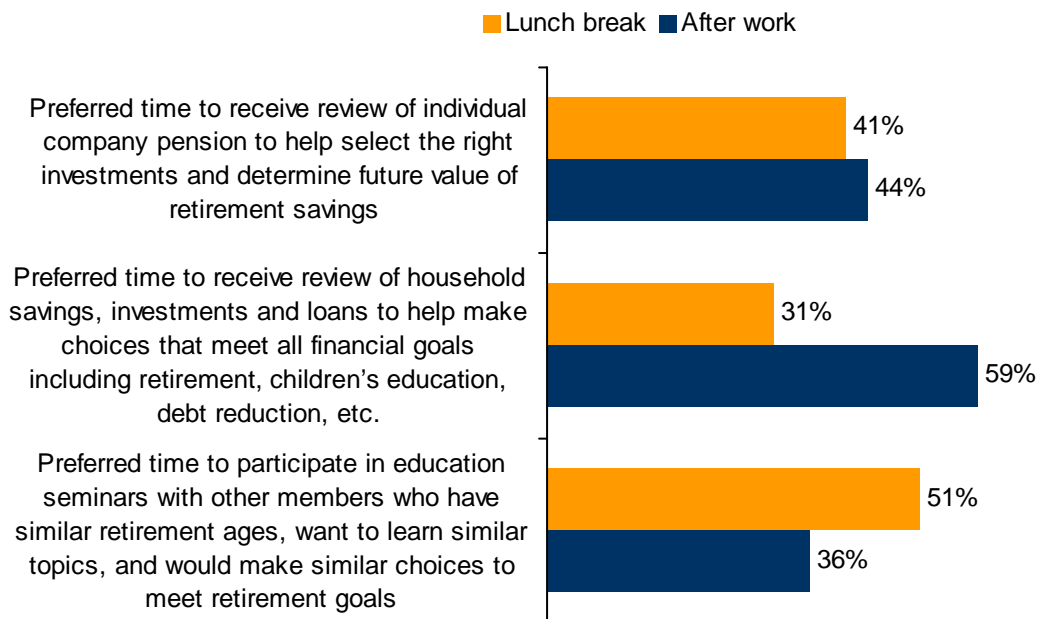 Lunch break After work
Preferred time to receive review of individual
company pension to help select the right
investments and determine future value of
retirement savings
41%
44%
Preferred time to receive review of household
savings, investments and loans to help make
choices that meet all financial goals
including retirement, children’s education,
debt reduction, etc.
31%
59%
Preferred time to participate in education
seminars with other members who have
similar retirement ages, want to learn similar
topics, and would make similar choices to
meet retirement goals
51%
36%